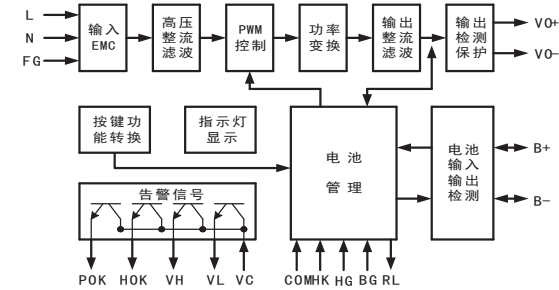 L
N
FG
输入
EMC
高压
整流
滤波
PWM
控制
功率
变换
输出
整流
滤波
输出
检测
保护
VO+
VO-
按键功
能转换
指示灯
显示
电池
管理
电池
输入
输出
检测
B+
B-
告警信号
POK HOK VH VL VC
COM HK HG BG RL